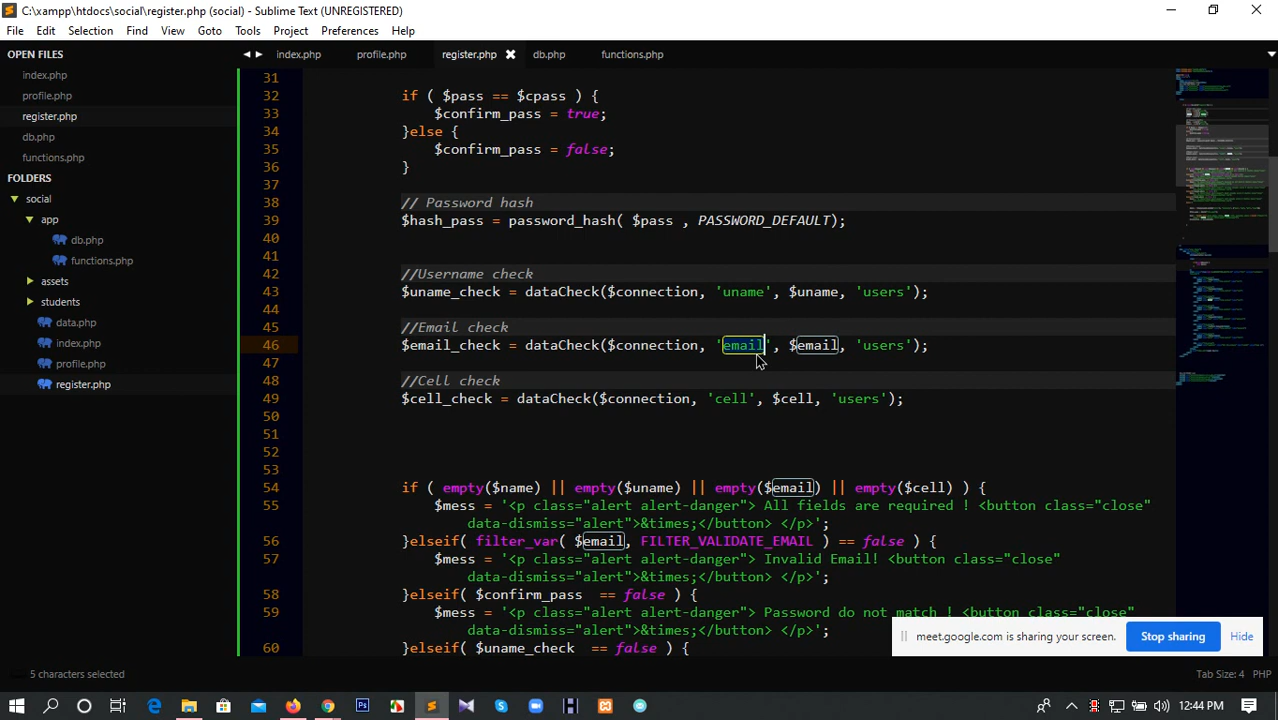 C:\xampp\htdocs\social\register.php (social) - Sublime Text (UNREGISTERED)
File Edit Selection Find View Goto Tools Project Preferences Help
OPEN FILES
index.php
profile.php
register.php
db.php
functions.php
FOLDERS
social
app
db.php
functions.php
assets
students
data.php
index.php
profile.php
register.php
index.php profile.php register.php db.php functions.php
31
32 if ( $pass == $cpass ) {
33 $confirm_pass = true;
34 }else {
35 $confirm_pass = false;
36 }
37
38 // Password hash
39 $hash_pass = password_hash( $pass , PASSWORD_DEFAULT);
40
41
42 //Username check
43 $uname_check = dataCheck($connection, 'uname', $uname, 'users');
44
45 //Email check
46 $email_check = dataCheck($connection, 'email', $email, 'users');
47
48 //Cell check
49 $cell_check = dataCheck($connection, 'cell', $cell, 'users');
50
51
52
53
54 if ( empty($name) || empty($uname) || empty($email) || empty($cell) ) {
55 $mess = '<p class="alert alert-danger"> All fields are required ! <button class="close"
data-dismiss="alert">&times;</button> </p>';
56 }elseif( filter_var( $email, FILTER_VALIDATE_EMAIL ) == false ) {
57 $mess = '<p class="alert alert-danger"> Invalid Email! <button class="close"
data-dismiss="alert">&times;</button> </p>';
58 }elseif( $confirm_pass  == false ) {
59 $mess = '<p class="alert alert-danger"> Password do not match ! <button class="close"
data-dismiss="alert">&times;</button> </p>';
60 }elseif( $uname_check  == false ) {
meet.google.com is sharing your screen. Stop sharing Hide
5 characters selected Tab Size: 4 PHP
12:44 PM